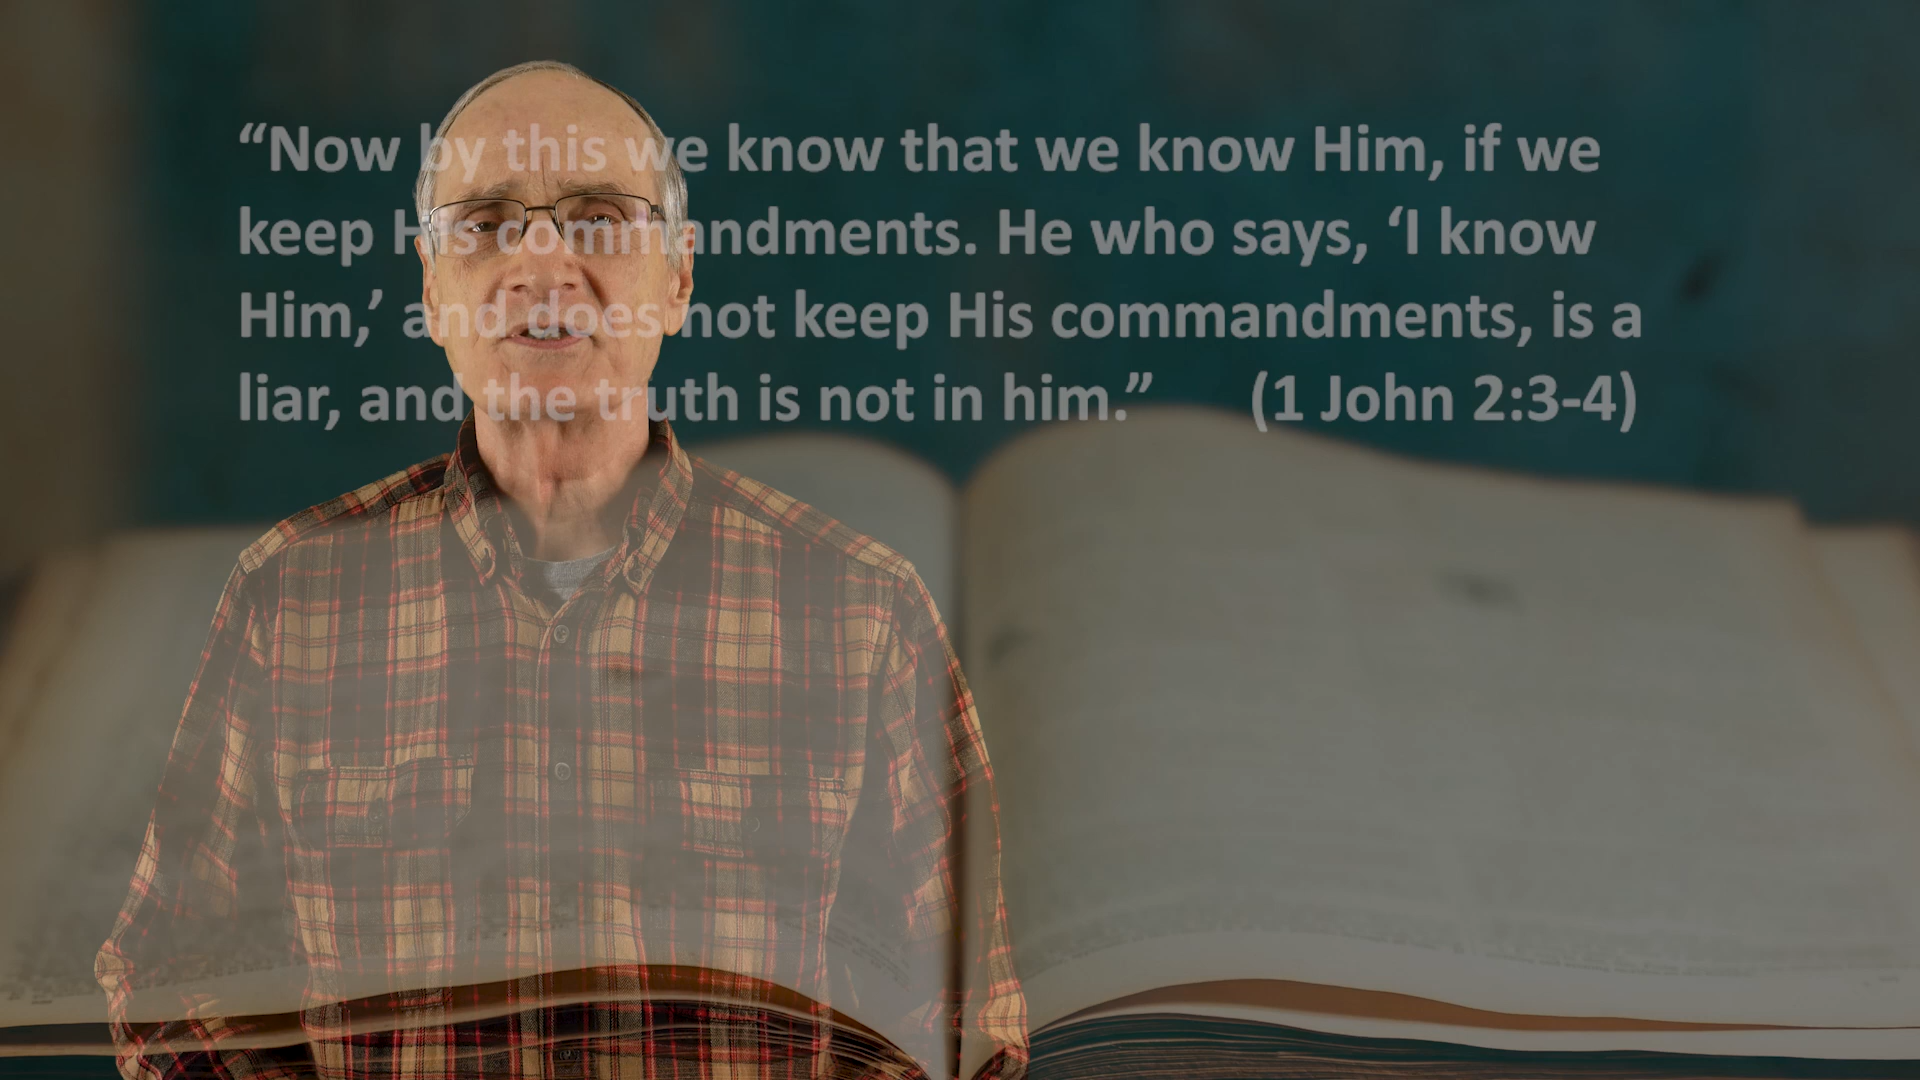 “Now by this we know that we know Him, if we
keep His commandments. He who says, ‘I know
Him,’ and does not keep His commandments, is a
liar, and the truth is not in him.” (1 John 2:3-4)